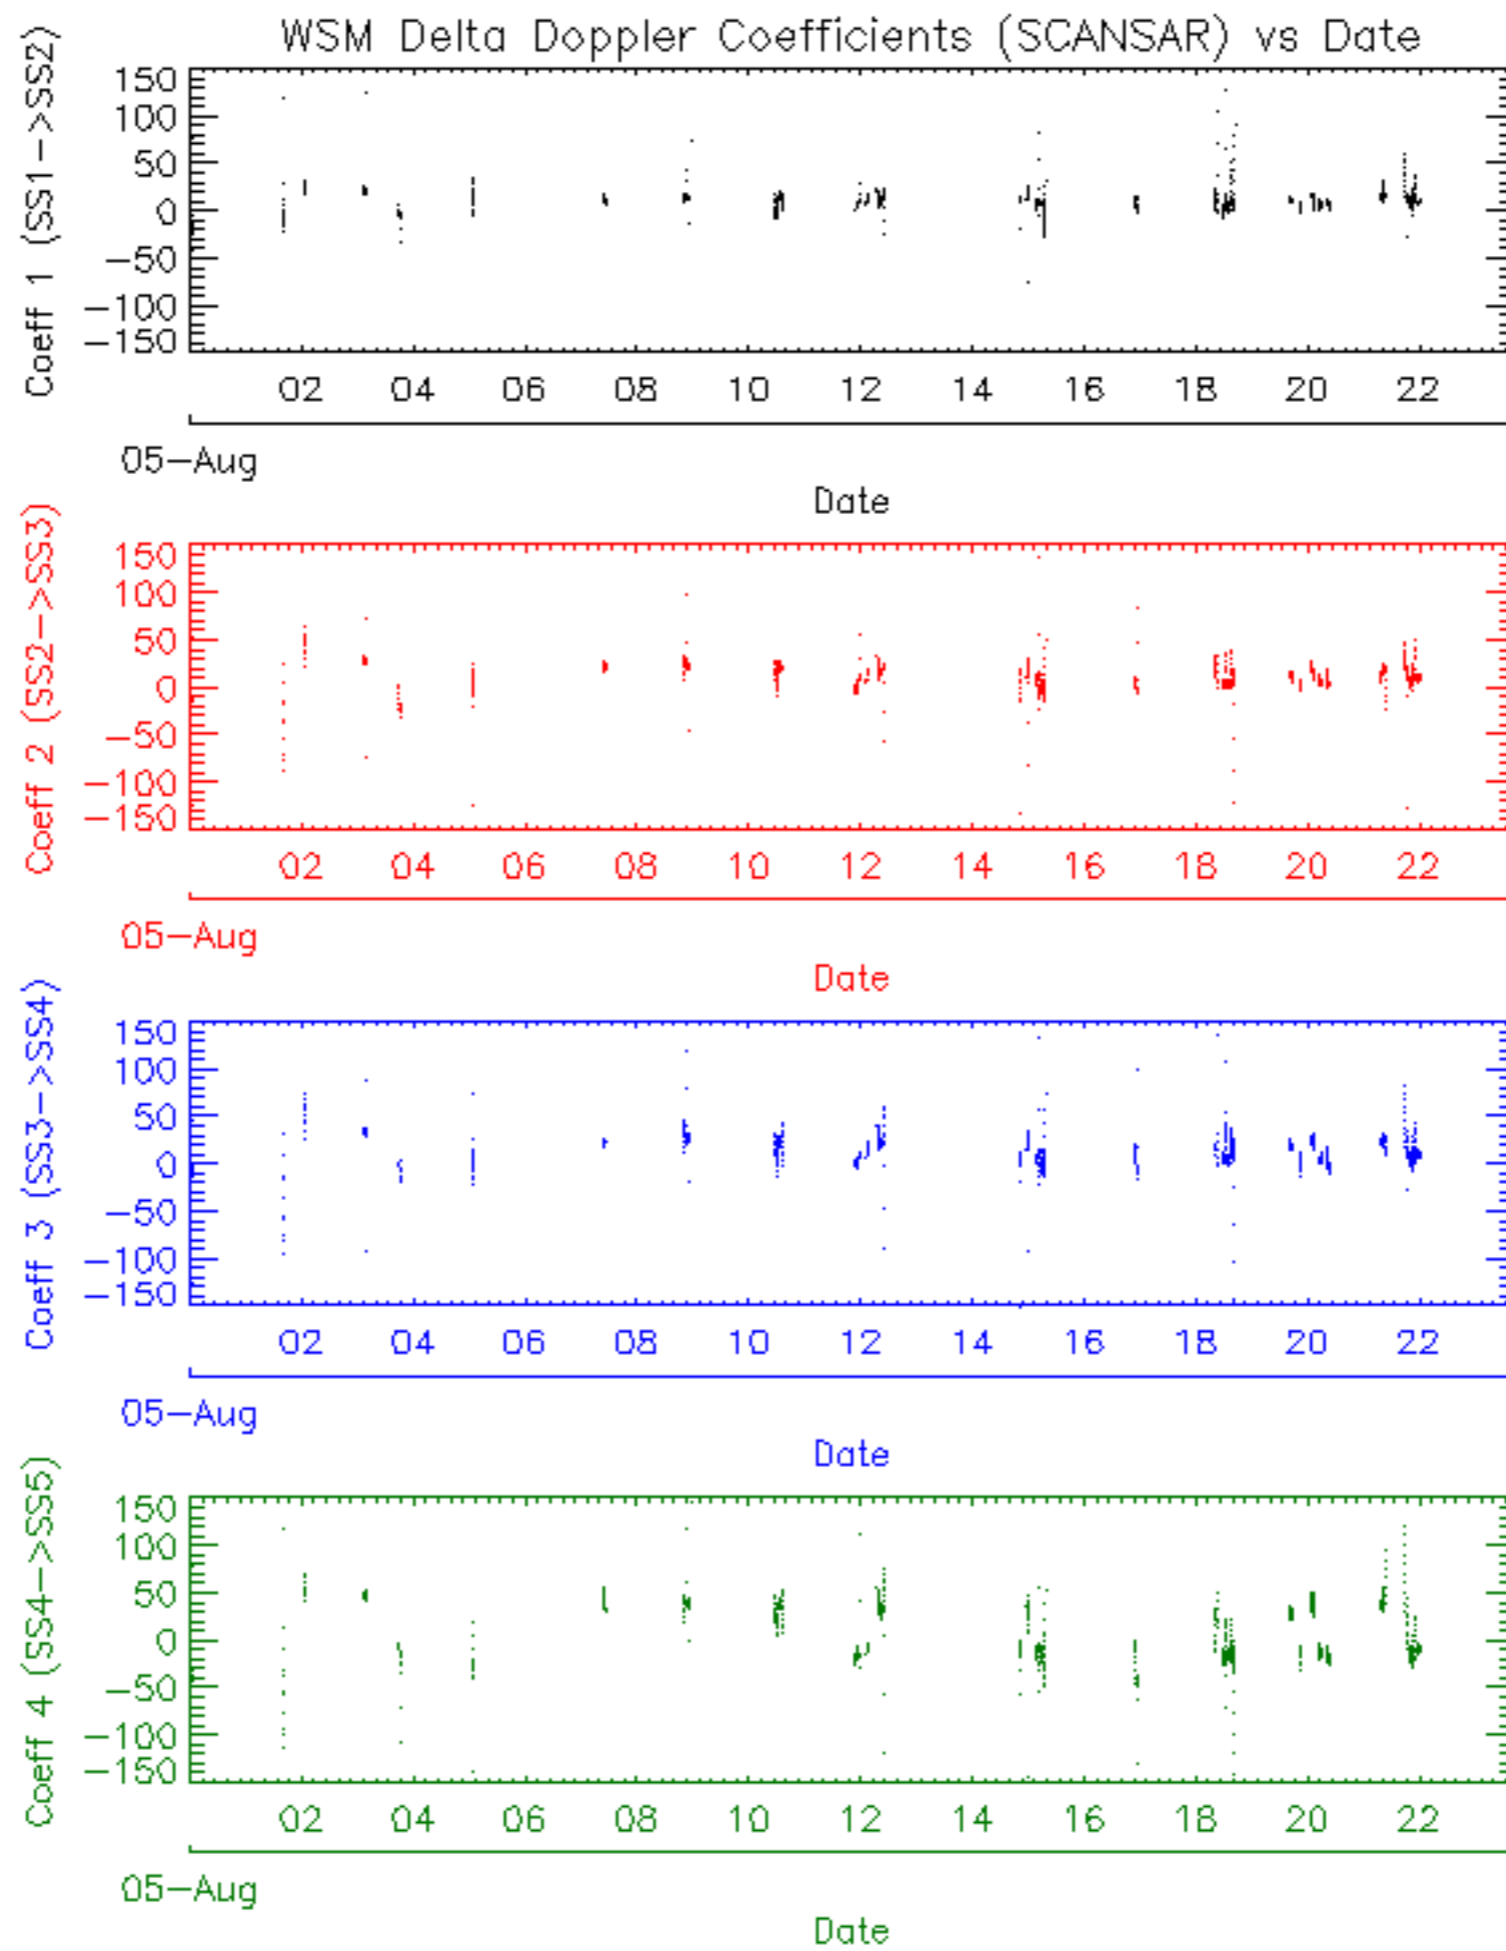 WSM Delta Doppler Coefficients (SCANSAR) vs Date
Coeff 1 (SS1->SS2)
150
100
50
0
-50
-100
-150
02 04 06 08 10 12 14 16 18 20 22
05-Aug
Date
Coeff 2 (SS2->SS3)
150
100
50
0
-50
-100
-150
02 04 06 08 10 12 14 16 18 20 22
05-Aug
Date
Coeff 3 (SS3->SS4)
150
100
50
0
-50
-100
-150
02 04 06 08 10 12 14 16 18 20 22
05-Aug
Date
Coeff 4 (SS4->SS5)
150
100
50
0
-50
-100
-150
02 04 06 08 10 12 14 16 18 20 22
05-Aug
Date